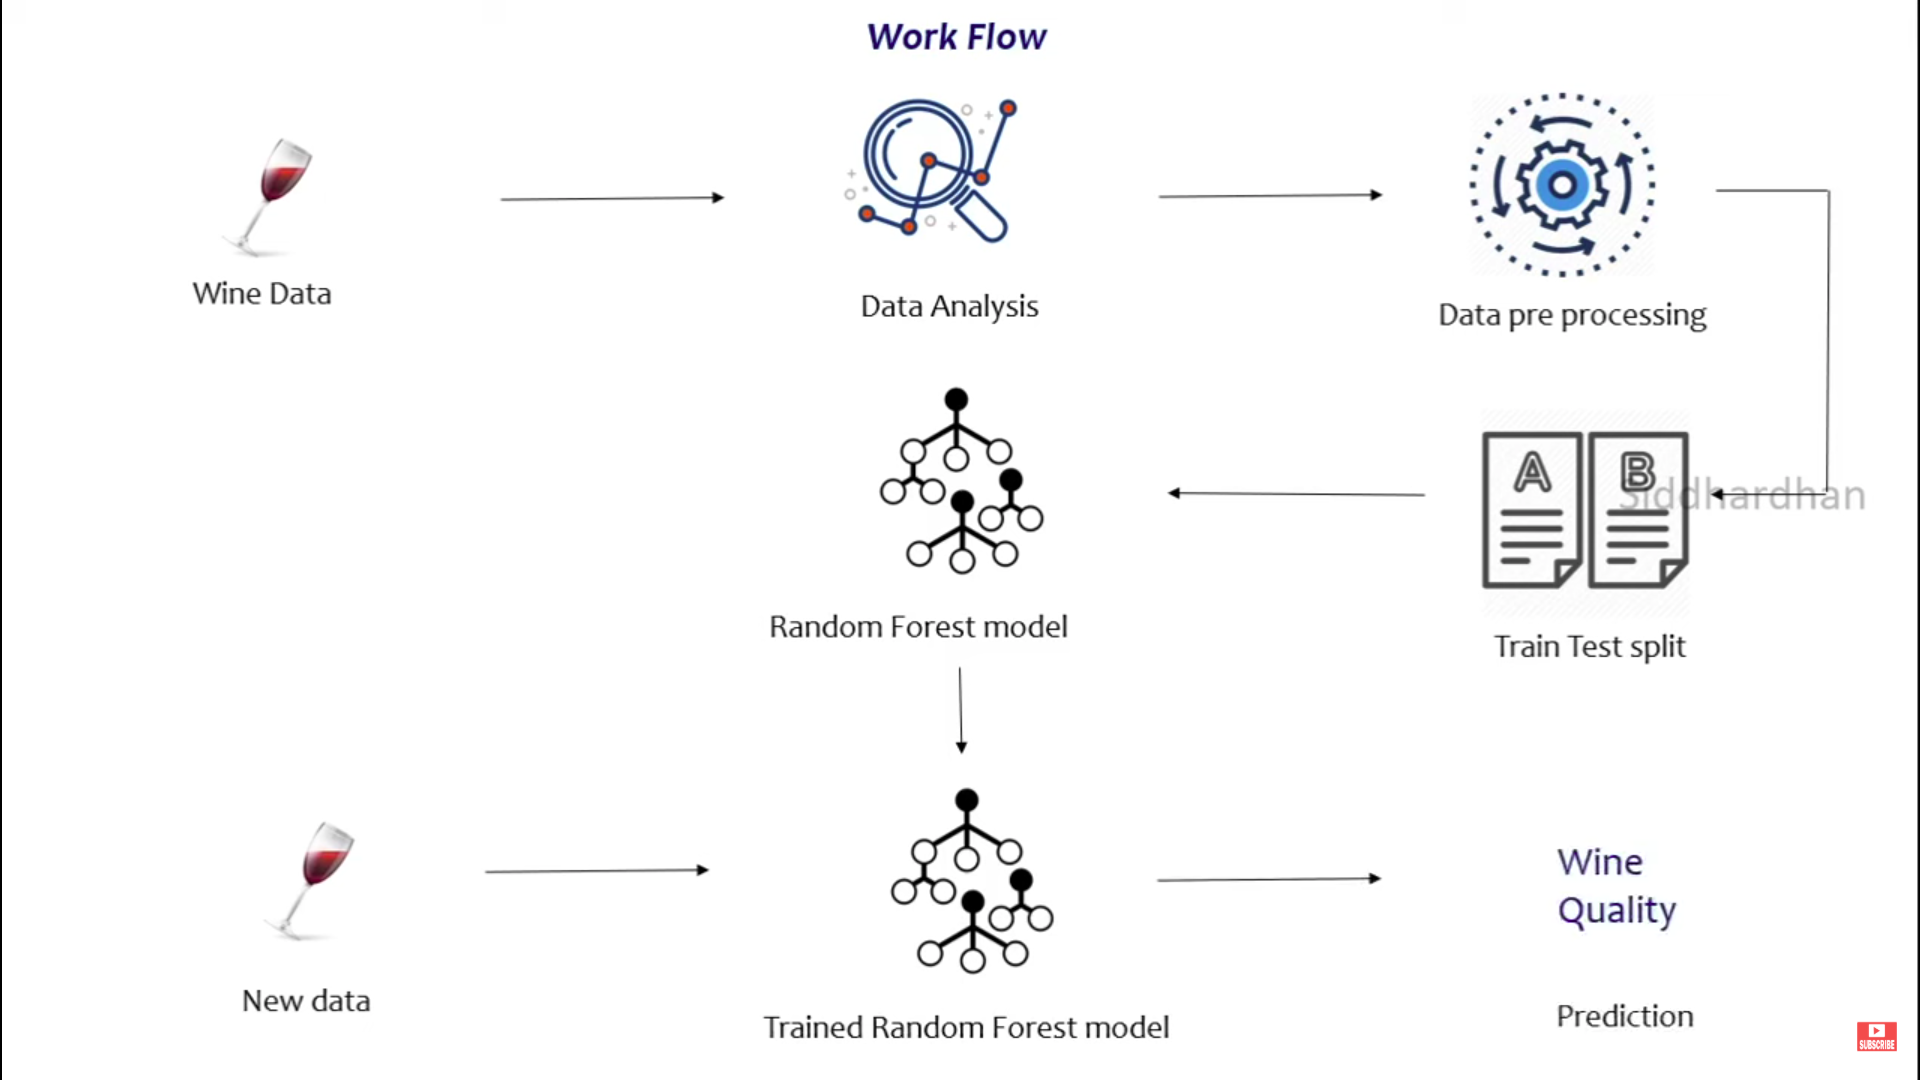 Work Flow
Wine Data
Data Analysis
Data pre processing
A B
Siddhardhan
Random Forest model
Train Test split
Wine
Quality
New data
Trained Random Forest model
Prediction
SUBSCRIBE